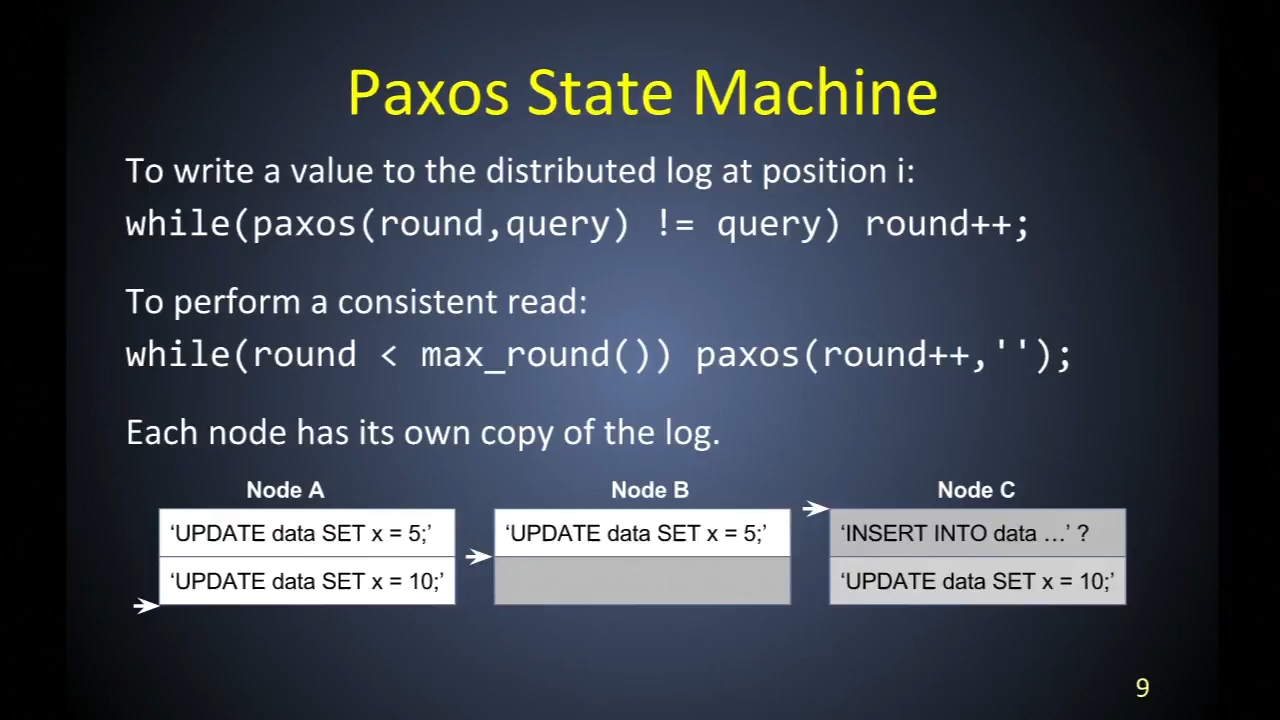 Paxos State Machine
To write a value to the distributed log at position i:
while(paxos(round,query) != query) round++;
To perform a consistent read:
while(round < max_round()) paxos(round++,'');
Each node has its own copy of the log.
Node A
Node B
Node C
‘UPDATE data SET x = 5;’
‘UPDATE data SET x = 5;’
‘INSERT INTO data …’ ?
‘UPDATE data SET x = 10;’
‘UPDATE data SET x = 10;’
9